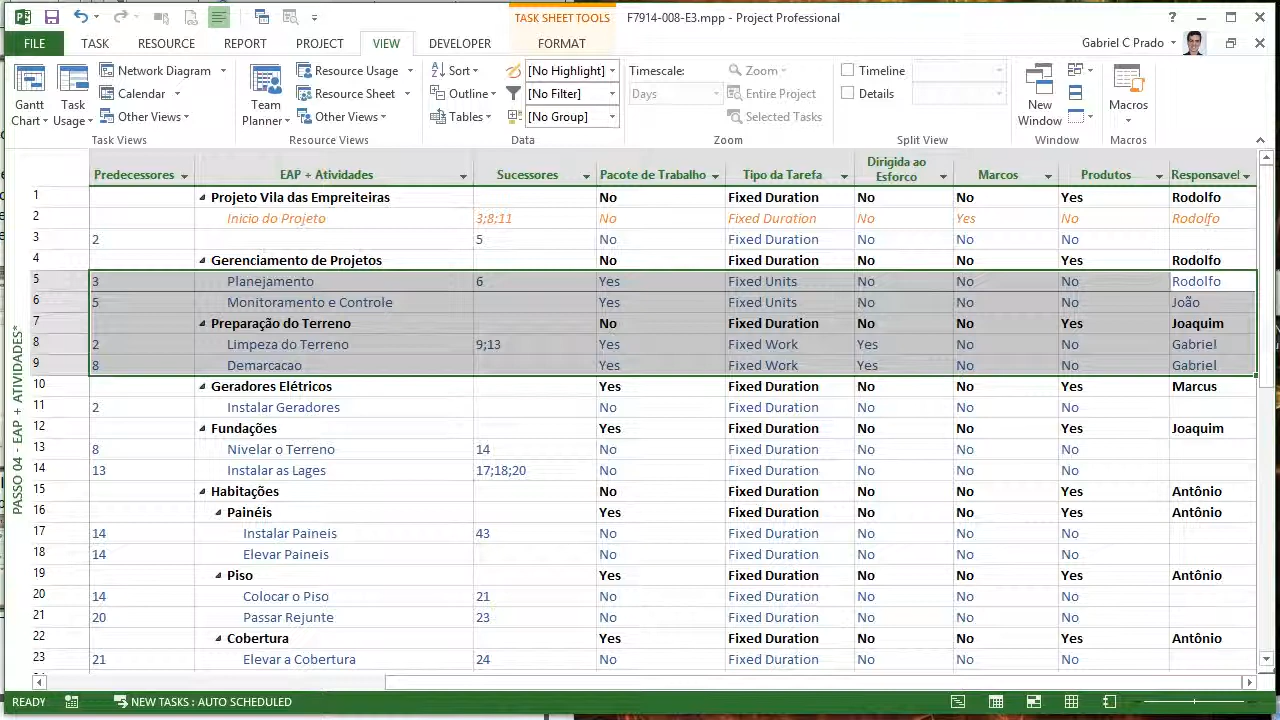 TASK SHEET TOOLS
F7914-008-E3.mpp - Project Professional
FILE TASK RESOURCE REPORT PROJECT VIEW DEVELOPER FORMAT Gabriel C Prado
Gantt Chart Task Usage Network Diagram Calendar Other Views
Task Views
Team Planner Resource Usage Resource Sheet Other Views
Resource Views
Sort Outline Tables [No Highlight] [No Filter] [No Group]
Data
Timescale: Days Zoom Entire Project Selected Tasks
Zoom
Timeline Details
Split View
New Window
Window
Macros
Macros
Predecessores EAP + Atividades Sucessores Pacote de Trabalho Tipo da Tarefa Dirigida ao Esforco Marcos Produtos Responsavel
1 Projeto Vila das Empreiteiras No Fixed Duration No No Yes Rodolfo
2 Inicio do Projeto 3;8;11 No Fixed Duration No Yes No Rodolfo
3 2 5 No Fixed Duration No No No
4 Gerenciamento de Projetos No Fixed Duration No No Yes Rodolfo
5 3 Planejamento 6 Yes Fixed Units No No No Rodolfo
6 5 Monitoramento e Controle Yes Fixed Units No No No João
7 Preparação do Terreno No Fixed Duration No No Yes Joaquim
8 2 Limpeza do Terreno 9;13 Yes Fixed Work Yes No No Gabriel
9 8 Demarcacao Yes Fixed Work Yes No No Gabriel
10 Geradores Elétricos Yes Fixed Duration No No Yes Marcus
11 2 Instalar Geradores No Fixed Duration No No No
12 Fundações Yes Fixed Duration No No Yes Joaquim
13 8 Nivelar o Terreno 14 No Fixed Duration No No No
14 13 Instalar as Lages 17;18;20 No Fixed Duration No No No
15 Habitações No Fixed Duration No No Yes Antônio
16 Painéis Yes Fixed Duration No No Yes Antônio
17 14 Instalar Paineis 43 No Fixed Duration No No No
18 14 Elevar Paineis No Fixed Duration No No No
19 Piso Yes Fixed Duration No No Yes Antônio
20 14 Colocar o Piso 21 No Fixed Duration No No No
21 20 Passar Rejunte 23 No Fixed Duration No No No
22 Cobertura Yes Fixed Duration No No Yes Antônio
23 21 Elevar a Cobertura 24 No Fixed Duration No No No
PASSO 04 - EAP + ATIVIDADES*
READY NEW TASKS : AUTO SCHEDULED